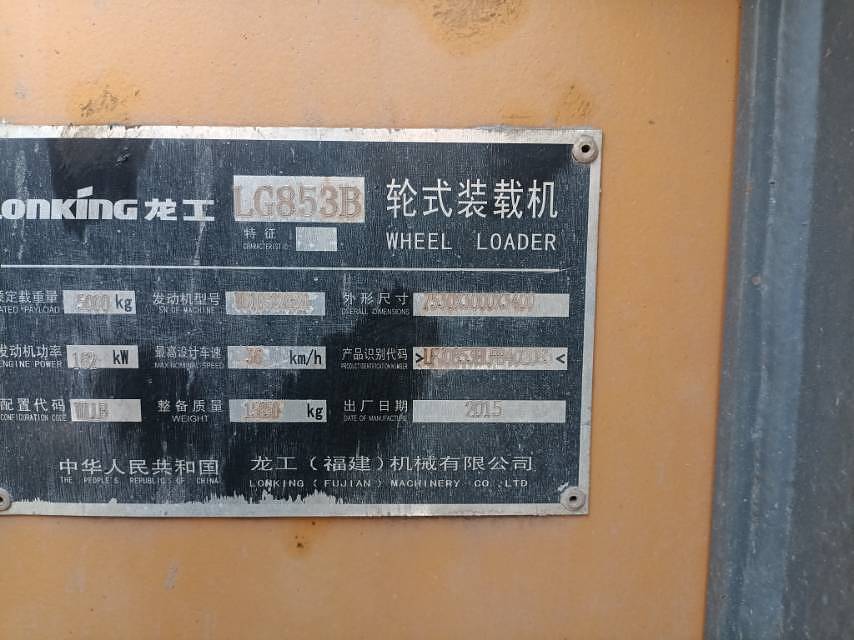 LONKING 龙工 LG853B 轮式装载机
特征
CHARACTERISTIC WHEEL LOADER
定载重量 5000 kg 发动机型号 外形尺寸
RATED PAYLOAD SN OF MACHINE OVERALL DIMENSIONS
发动机功率 162 kW 最高设计车速 36 km/h 产品识别代码 > <
ENGINE POWER MAX NOMINAL SPEED PRODUCT IDENTIFICATION NUMBER
配置代码 整备质量 kg 出厂日期 2015
CONFIGURATION CODE WEIGHT DATE OF MANUFACTURE
中华人民共和国 龙工（福建）机械有限公司
THE PEOPLE'S REPUBLIC OF CHINA LONKING (FUJIAN) MACHINERY CO.,LTD